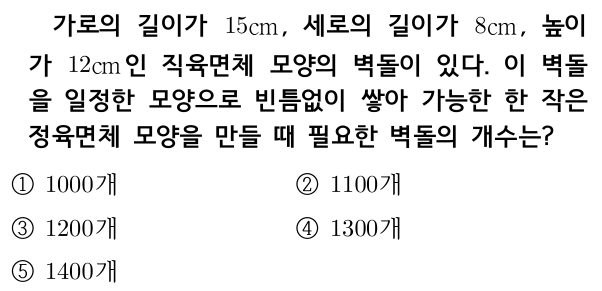 가로의 길이가 15cm, 세로의 길이가 8cm, 높이
가 12cm인 직육면체 모양의 벽돌이 있다. 이 벽돌
을 일정한 모양으로 빈틈없이 쌓아 가능한 한 작은
정육면체 모양을 만들 때 필요한 벽돌의 개수는?
① 1000개 ② 1100개
③ 1200개 ④ 1300개
⑤ 1400개